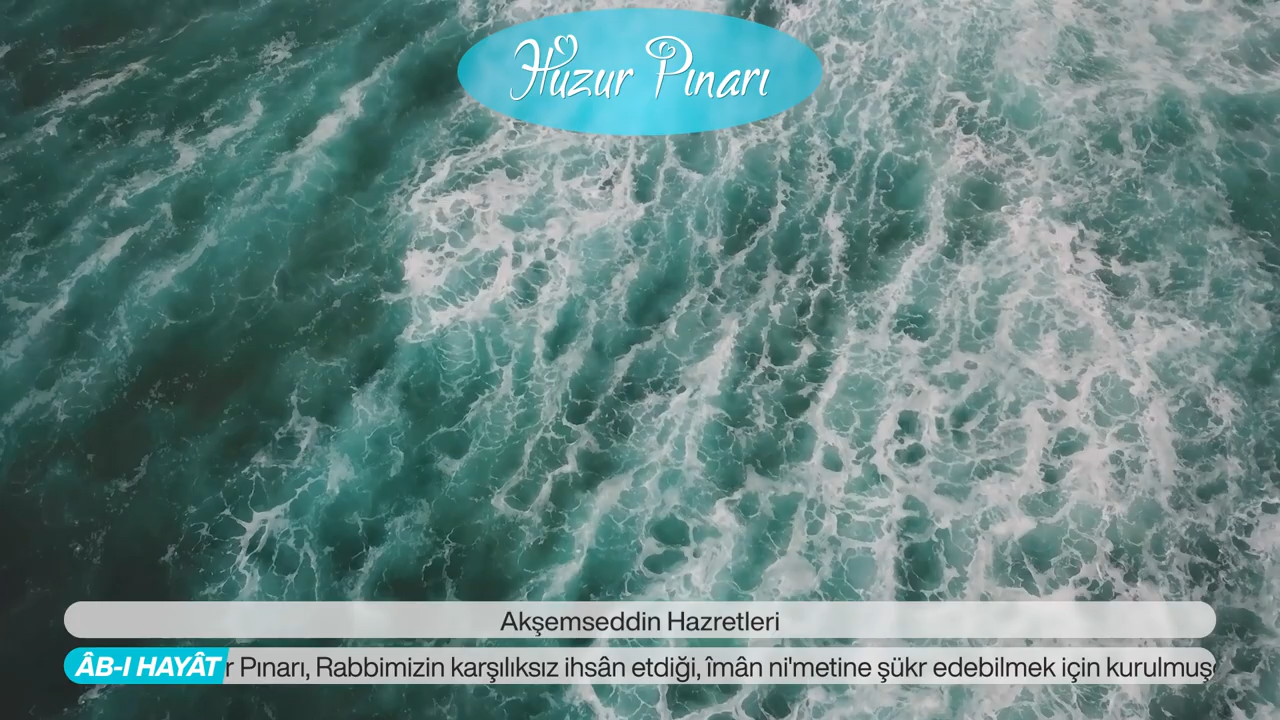 Huzur Pınarı
Akşemseddin Hazretleri
ÂB-I HAYÂT r Pınarı, Rabbimizin karşılıksız ihsân etdiği, îmân ni'metine şükr edebilmek için kurulmuş